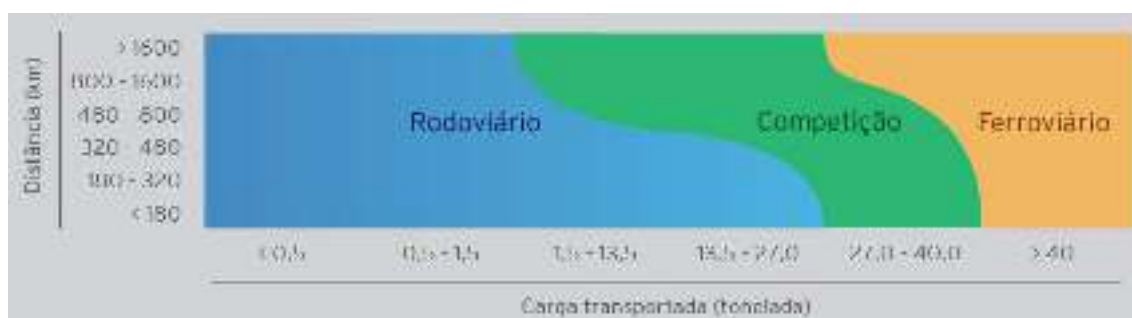 Distância (km)
>1600
800 - 1600
480 800
320 480
180 - 320
<180
Rodoviário
Competição
Ferroviário
<0,5
0,5 - 1,5
1,5 - 13,5
13,5 - 27,0
27,0 - 40,0
>40
Carga transportada (tonelada)